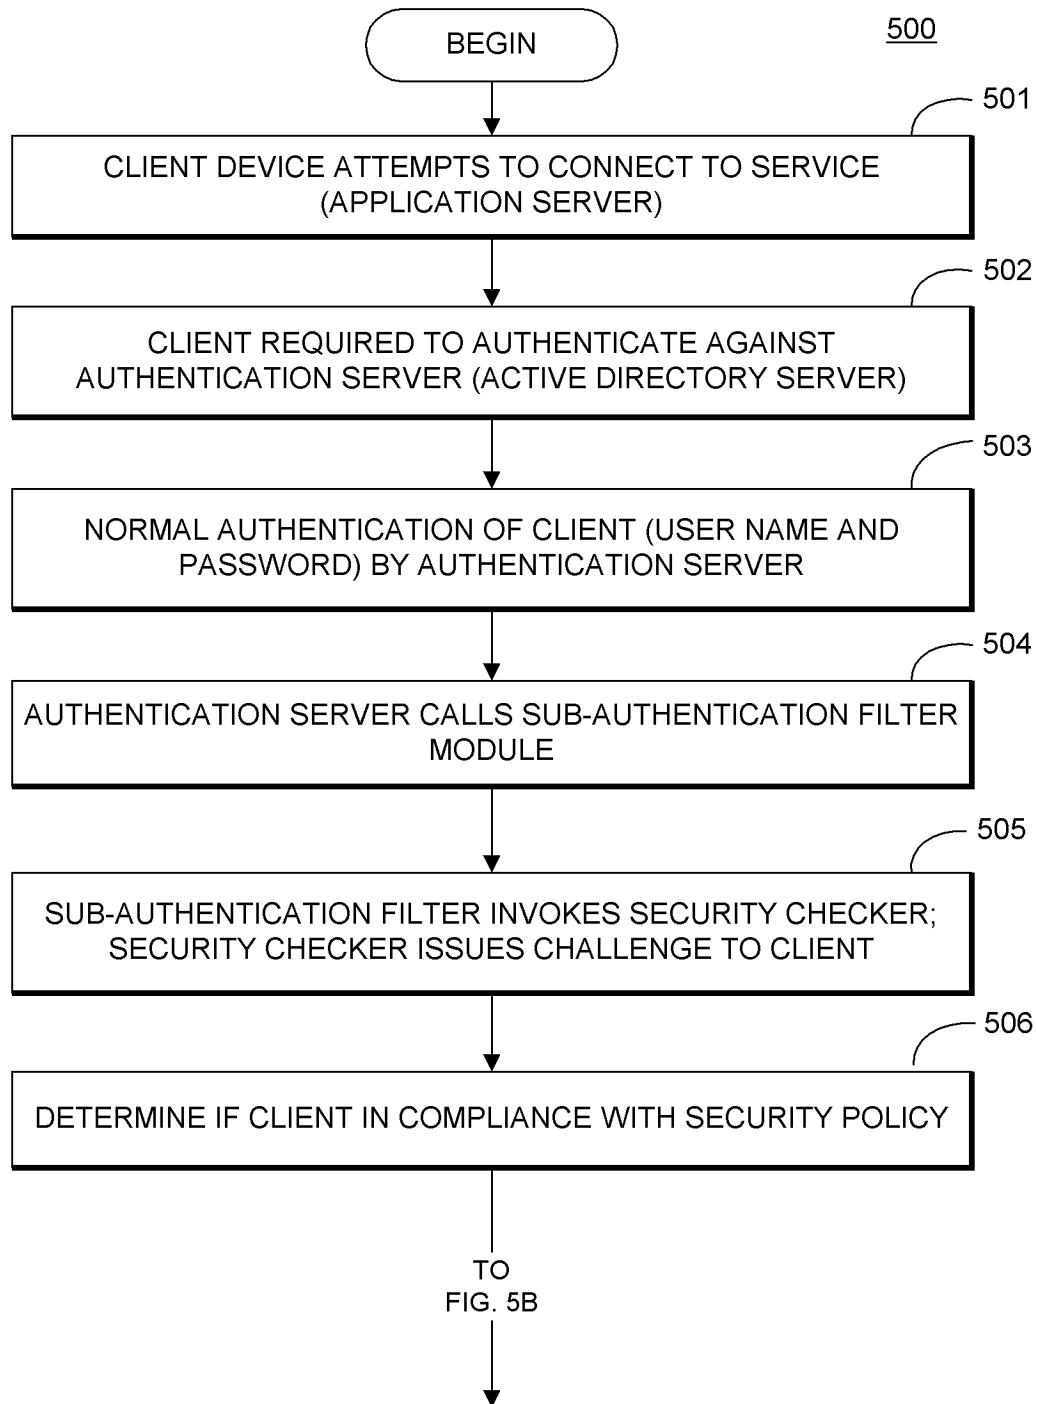 BEGIN
500
501
CLIENT DEVICE ATTEMPTS TO CONNECT TO SERVICE
(APPLICATION SERVER)
502
CLIENT REQUIRED TO AUTHENTICATE AGAINST
AUTHENTICATION SERVER (ACTIVE DIRECTORY SERVER)
503
NORMAL AUTHENTICATION OF CLIENT (USER NAME AND
PASSWORD) BY AUTHENTICATION SERVER
504
AUTHENTICATION SERVER CALLS SUB-AUTHENTICATION FILTER
MODULE
505
SUB-AUTHENTICATION FILTER INVOKES SECURITY CHECKER;
SECURITY CHECKER ISSUES CHALLENGE TO CLIENT
506
DETERMINE IF CLIENT IN COMPLIANCE WITH SECURITY POLICY
TO
FIG. 5B